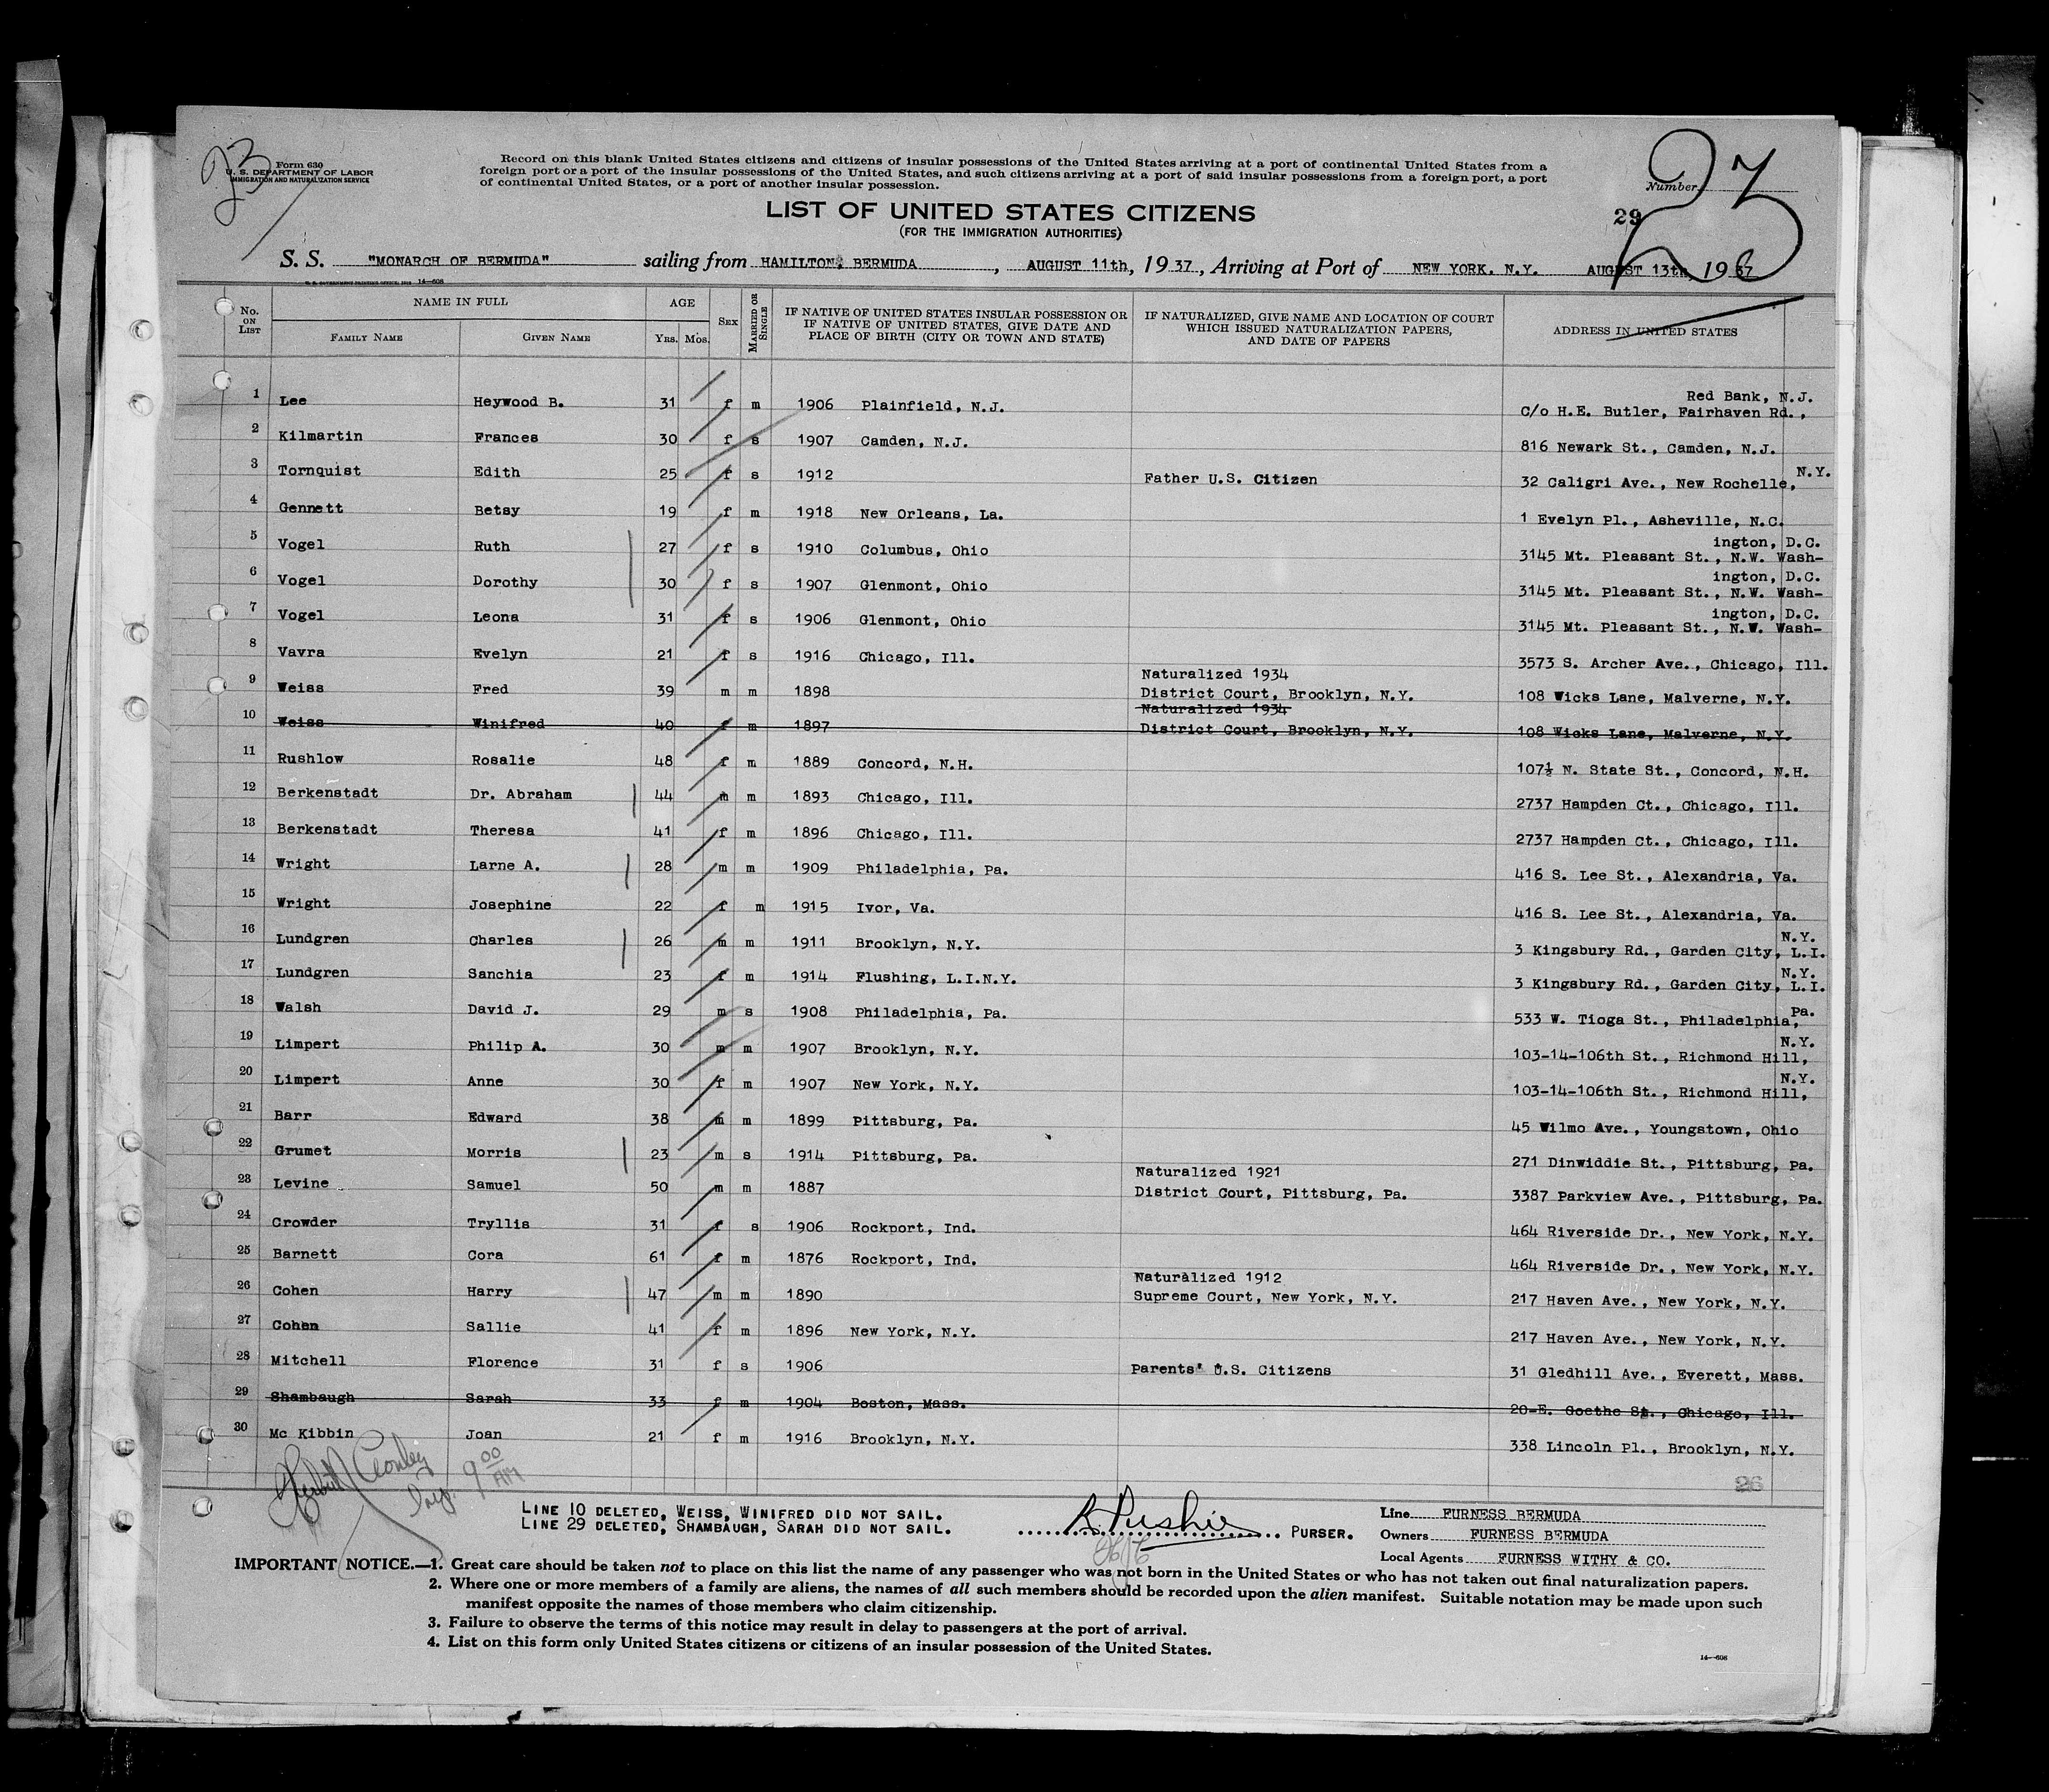 23
Form 630
U. S. DEPARTMENT OF LABOR
IMMIGRATION AND NATURALIZATION SERVICE
Record on this blank United States citizens and citizens of insular possessions of the United States arriving at a port of continental United States from a
foreign port or a port of the insular possessions of the United States, and such citizens arriving at a port of said insular possessions from a foreign port, a port
of continental United States, or a port of another insular possession.
Number
23
29
LIST OF UNITED STATES CITIZENS
(FOR THE IMMIGRATION AUTHORITIES)
S. S. "MONARCH OF BERMUDA" sailing from HAMILTON, BERMUDA, AUGUST 11th, 1937, Arriving at Port of NEW YORK. N.Y. AUGUST 13th, 1937
U. S. GOVERNMENT PRINTING OFFICE 14-608
No. ON LIST NAME IN FULL FAMILY NAME GIVEN NAME AGE YRS. MOS. SEX MARRIED OR SINGLE IF NATIVE OF UNITED STATES INSULAR POSSESSION OR IF NATIVE OF UNITED STATES, GIVE DATE AND PLACE OF BIRTH (CITY OR TOWN AND STATE) IF NATURALIZED, GIVE NAME AND LOCATION OF COURT WHICH ISSUED NATURALIZATION PAPERS, AND DATE OF PAPERS ADDRESS IN UNITED STATES
Red Bank, N.J.
1 Lee Heywood B. 31 f m 1906 Plainfield, N.J. C/o H.E. Butler, Fairhaven Rd.,
2 Kilmartin Frances 30 f s 1907 Camden, N.J. 816 Newark St., Camden, N.J.
3 Tornquist Edith 25 f s 1912 Father U.S. Citizen 32 Caligri Ave., New Rochelle, N.Y.
4 Gennett Betsy 19 f m 1918 New Orleans, La. 1 Evelyn Pl., Asheville, N.C.
ington, D.C.
5 Vogel Ruth 27 f s 1910 Columbus, Ohio 3145 Mt. Pleasant St., N.W. Wash-
ington, D.C.
6 Vogel Dorothy 30 f s 1907 Glenmont, Ohio 3145 Mt. Pleasant St., N.W. Wash-
ington, D.C.
7 Vogel Leona 31 f s 1906 Glenmont, Ohio 3145 Mt. Pleasant St., N.W. Wash-
8 Vavra Evelyn 21 f s 1916 Chicago, Ill. 3573 S. Archer Ave., Chicago, Ill.
Naturalized 1934
9 Weiss Fred 39 m m 1898 District Court, Brooklyn, N.Y. 108 Wicks Lane, Malverne, N.Y.
Naturalized 1934
10 Weiss Winifred 40 f m 1897 District Court, Brooklyn, N.Y. 108 Wicks Lane, Malverne, N.Y.
11 Rushlow Rosalie 48 f m 1889 Concord, N.H. 107½ N. State St., Concord, N.H.
12 Berkenstadt Dr. Abraham 44 m m 1893 Chicago, Ill. 2737 Hampden Ct., Chicago, Ill.
13 Berkenstadt Theresa 41 f m 1896 Chicago, Ill. 2737 Hampden Ct., Chicago, Ill.
14 Wright Larne A. 28 m m 1909 Philadelphia, Pa. 416 S. Lee St., Alexandria, Va.
15 Wright Josephine 22 f m 1915 Ivor, Va. 416 S. Lee St., Alexandria, Va.
N.Y.
16 Lundgren Charles 26 m m 1911 Brooklyn, N.Y. 3 Kingsbury Rd., Garden City, L.I.
N.Y.
17 Lundgren Sanchia 23 f m 1914 Flushing, L.I.N.Y. 3 Kingsbury Rd., Garden City, L.I.
18 Walsh David J. 29 m s 1908 Philadelphia, Pa. 533 W. Tioga St., Philadelphia, Pa.
N.Y.
19 Limpert Philip A. 30 m m 1907 Brooklyn, N.Y. 103-14-106th St., Richmond Hill,
N.Y.
20 Limpert Anne 30 f m 1907 New York, N.Y. 103-14-106th St., Richmond Hill,
21 Barr Edward 38 m m 1899 Pittsburg, Pa. 45 Wilmo Ave., Youngstown, Ohio
22 Grumet Morris 23 m s 1914 Pittsburg, Pa. 271 Dinwiddie St., Pittsburg, Pa.
Naturalized 1921
23 Levine Samuel 50 m m 1887 District Court, Pittsburg, Pa. 3387 Parkview Ave., Pittsburg, Pa.
24 Crowder Tryllis 31 f s 1906 Rockport, Ind. 464 Riverside Dr., New York, N.Y.
25 Barnett Cora 61 f m 1876 Rockport, Ind. 464 Riverside Dr., New York, N.Y.
Naturalized 1912
26 Cohen Harry 47 m m 1890 Supreme Court, New York, N.Y. 217 Haven Ave., New York, N.Y.
27 Cohen Sallie 41 f m 1896 New York, N.Y. 217 Haven Ave., New York, N.Y.
28 Mitchell Florence 31 f s 1906 Parents' U.S. Citizens 31 Gledhill Ave., Everett, Mass.
29 Shambaugh Sarah 33 f m 1904 Boston, Mass. 20-E. Goethe St., Chicago, Ill.
30 Mc Kibbin Joan 21 f m 1916 Brooklyn, N.Y. 338 Lincoln Pl., Brooklyn, N.Y.
26
9 00 AM
LINE 10 DELETED, WEISS, WINIFRED DID NOT SAIL.
LINE 29 DELETED, SHAMBAUGH, SARAH DID NOT SAIL.
R. Pushie PURSER.
Line FURNESS BERMUDA
Owners FURNESS BERMUDA
Local Agents FURNESS WITHY & CO.
IMPORTANT NOTICE.—1. Great care should be taken not to place on this list the name of any passenger who was not born in the United States or who has not taken out final naturalization papers.
2. Where one or more members of a family are aliens, the names of all such members should be recorded upon the alien manifest. Suitable notation may be made upon such
manifest opposite the names of those members who claim citizenship.
3. Failure to observe the terms of this notice may result in delay to passengers at the port of arrival.
4. List on this form only United States citizens or citizens of an insular possession of the United States.
14-608